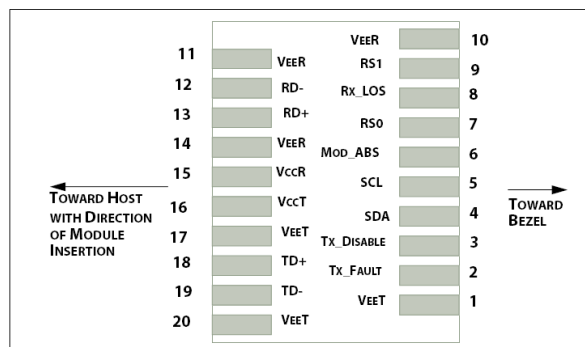 11 VEER
12 RD-
13 RD+
14 VEER
15 VCCR
16 VCCT
17 VEET
18 TD+
19 TD-
20 VEET
VEER 10
RS1 9
RX_LOS 8
RS0 7
MOD_ABS 6
SCL 5
SDA 4
TX_DISABLE 3
TX_FAULT 2
VEET 1
TOWARD HOST
WITH DIRECTION
OF MODULE
INSERTION
TOWARD
BEZEL